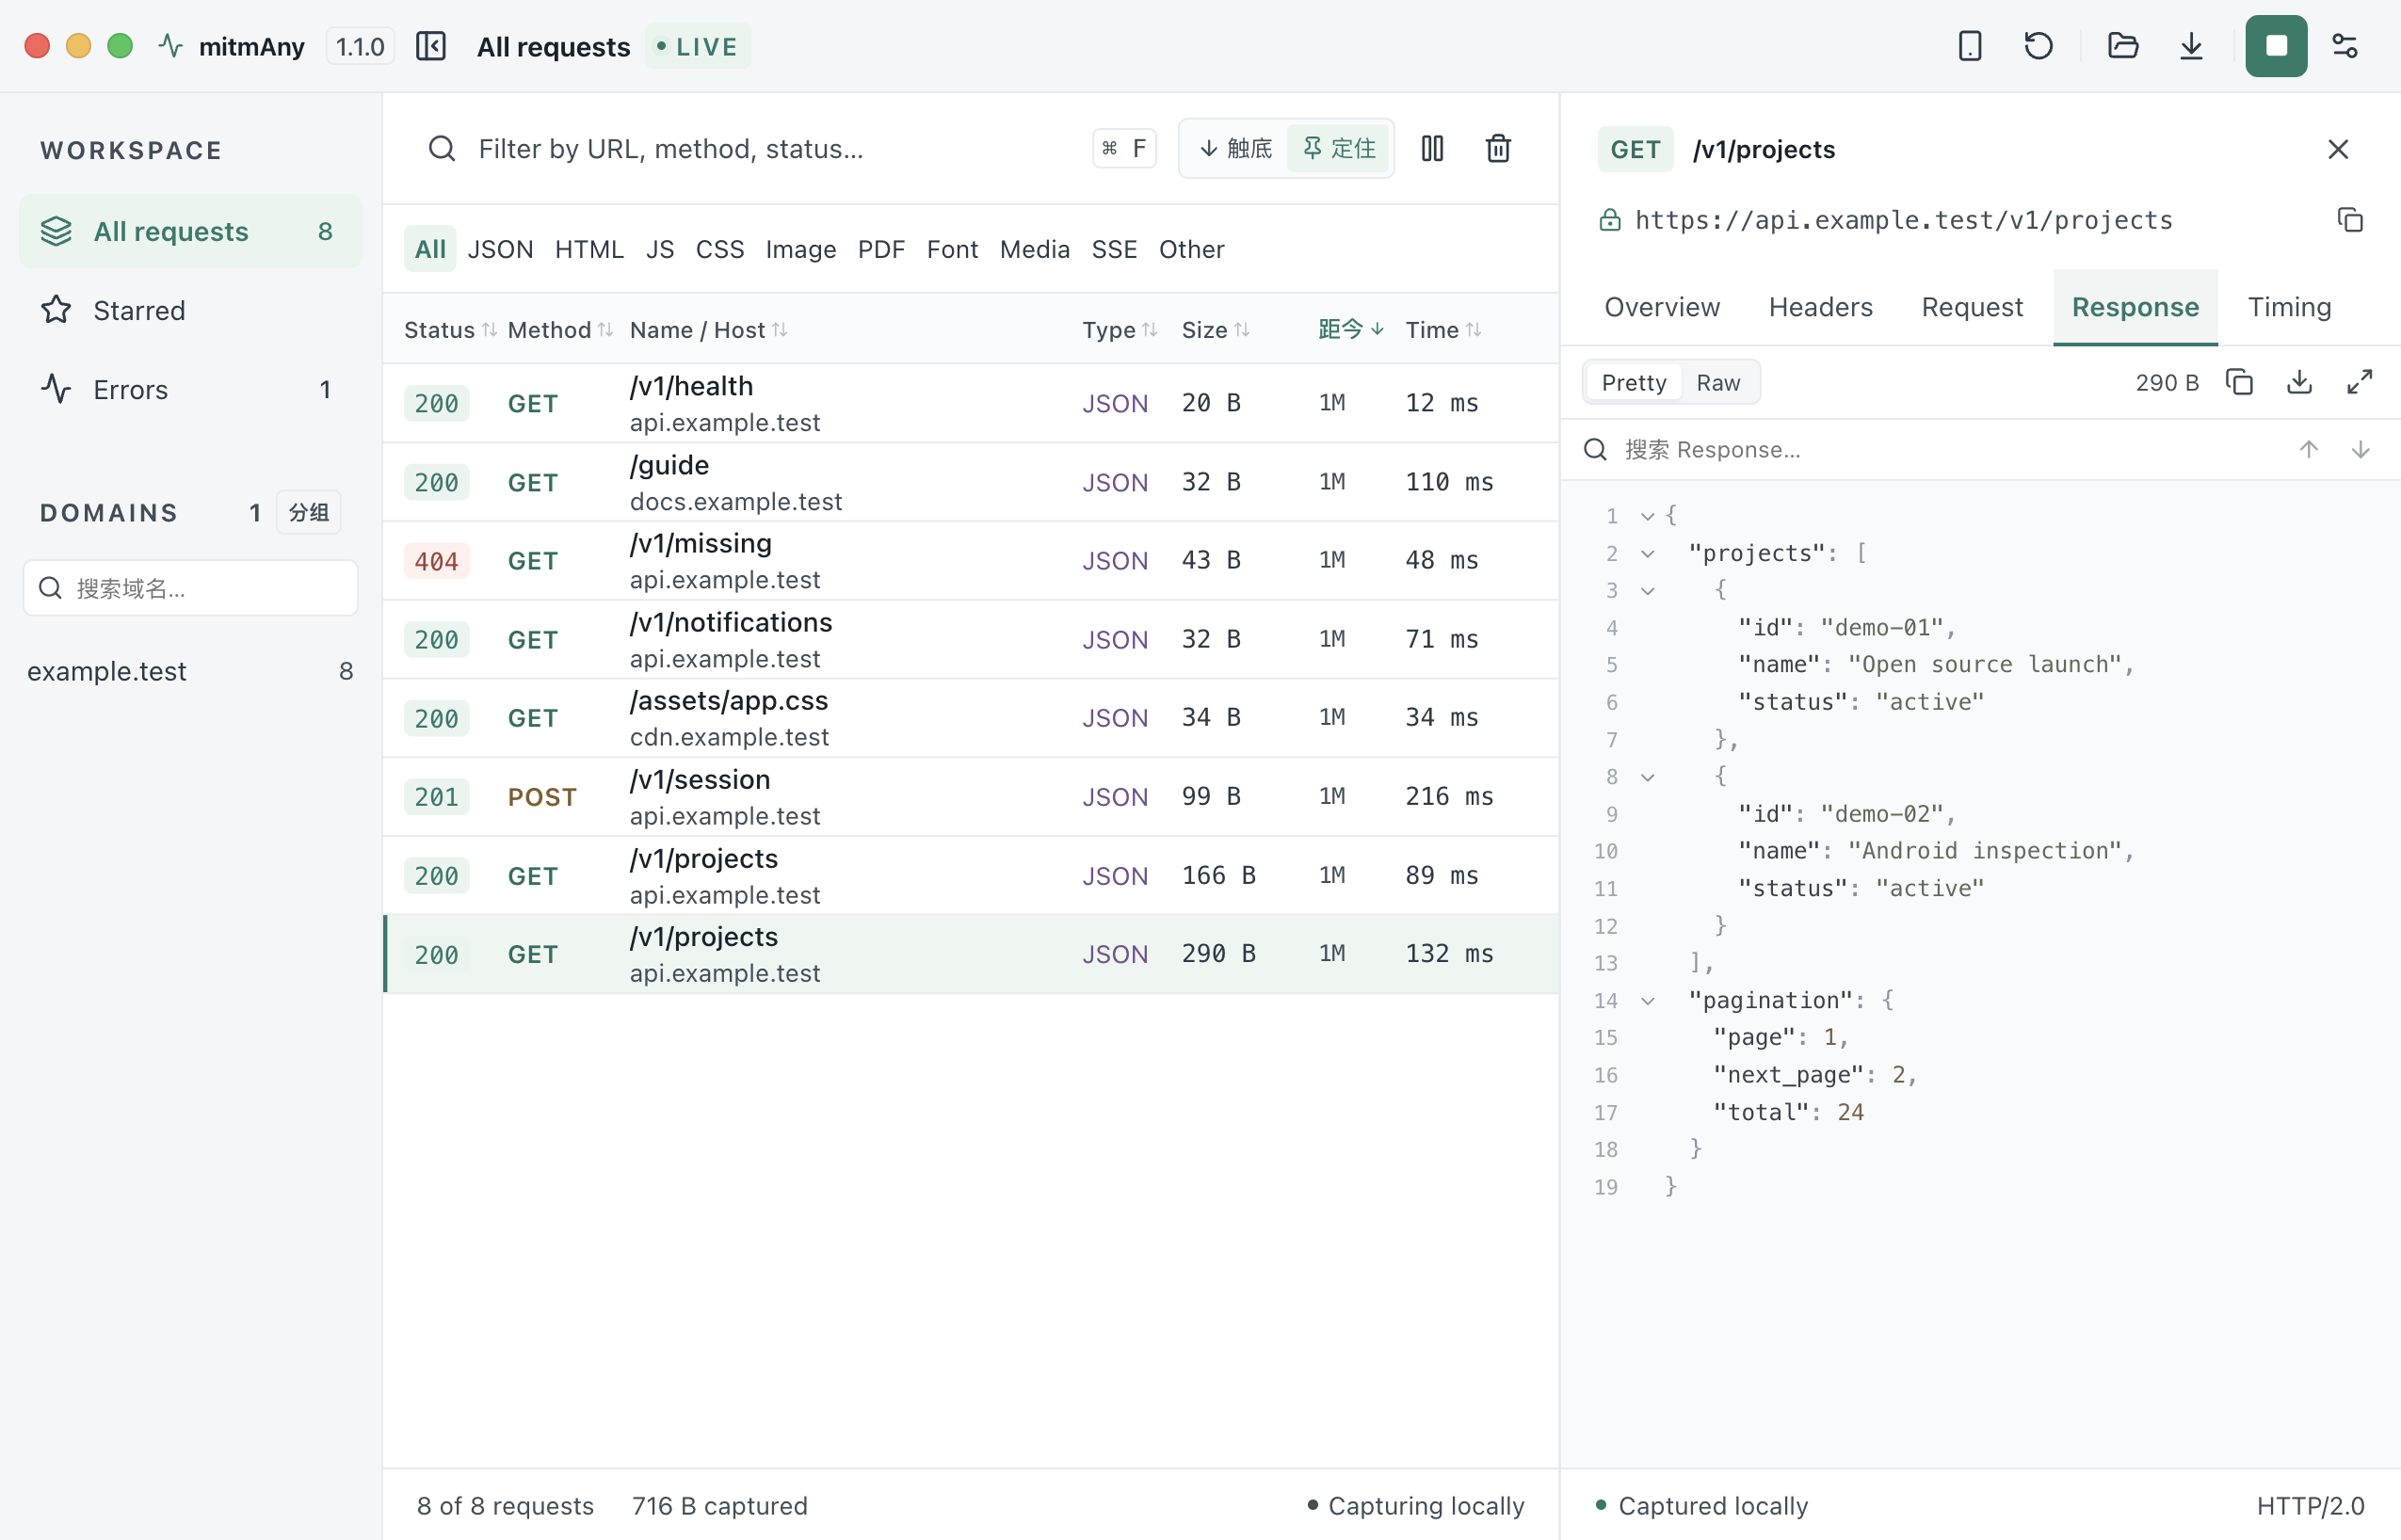 mitmAny 1.1.0 All requests LIVE
WORKSPACE
All requests 8
Starred
Errors 1
DOMAINS 1 分组
搜索域名...
example.test 8
Filter by URL, method, status... ⌘ F 触底 定住
All JSON HTML JS CSS Image PDF Font Media SSE Other
Status Method Name / Host Type Size 距今 Time
200 GET /v1/health JSON 20 B 1M 12 ms
api.example.test
200 GET /guide JSON 32 B 1M 110 ms
docs.example.test
404 GET /v1/missing JSON 43 B 1M 48 ms
api.example.test
200 GET /v1/notifications JSON 32 B 1M 71 ms
api.example.test
200 GET /assets/app.css JSON 34 B 1M 34 ms
cdn.example.test
201 POST /v1/session JSON 99 B 1M 216 ms
api.example.test
200 GET /v1/projects JSON 166 B 1M 89 ms
api.example.test
200 GET /v1/projects JSON 290 B 1M 132 ms
api.example.test
8 of 8 requests 716 B captured Capturing locally
GET /v1/projects
https://api.example.test/v1/projects
Overview Headers Request Response Timing
Pretty Raw 290 B
搜索 Response...
1 {
2 "projects": [
3 {
4 "id": "demo-01",
5 "name": "Open source launch",
6 "status": "active"
7 },
8 {
9 "id": "demo-02",
10 "name": "Android inspection",
11 "status": "active"
12 }
13 ],
14 "pagination": {
15 "page": 1,
16 "next_page": 2,
17 "total": 24
18 }
19 }
Captured locally HTTP/2.0